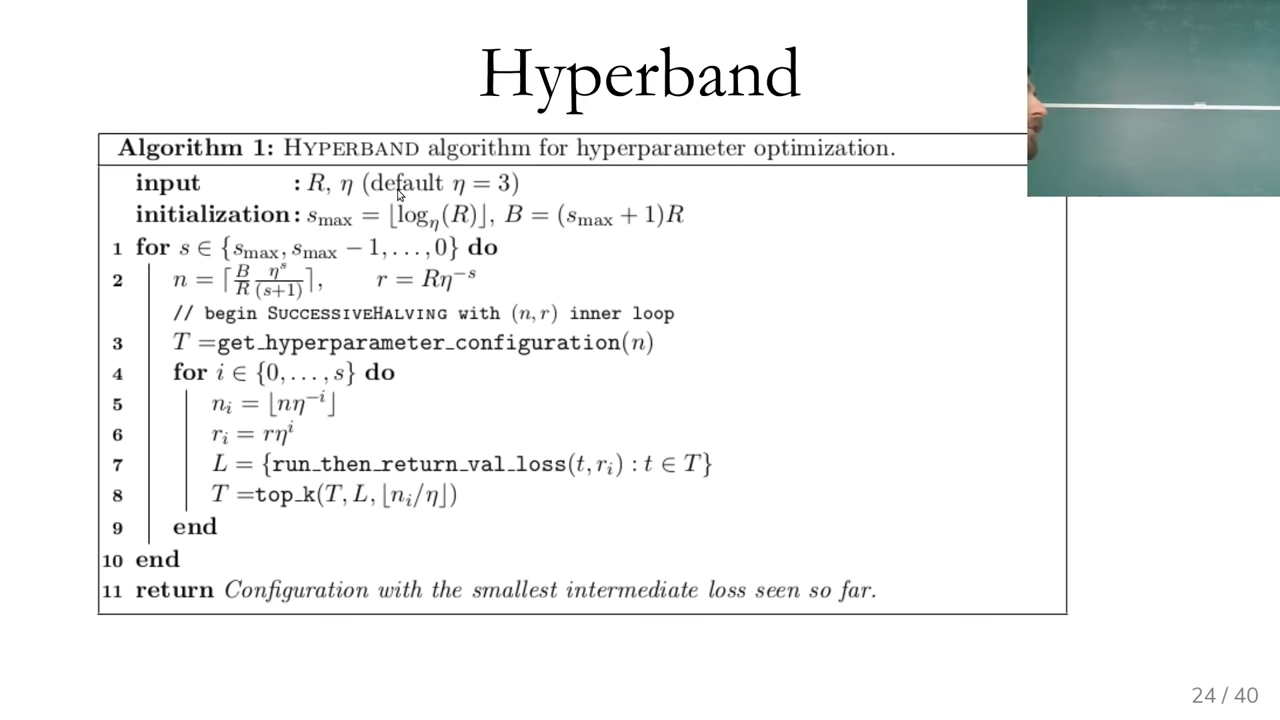 Hyperband
Algorithm 1: HYPERBAND algorithm for hyperparameter optimization.
input : R, η (default η = 3)
initialization: s_max = ⌊log_η(R)⌋, B = (s_max + 1)R
1 for s ∈ {s_max, s_max − 1, . . . , 0} do
2 n = ⌈B/R η^s/(s+1)⌉, r = Rη^−s
// begin SUCCESSIVEHALVING with (n, r) inner loop
3 T =get_hyperparameter_configuration(n)
4 for i ∈ {0, . . . , s} do
5 n_i = ⌊nη^−i⌋
6 r_i = rη^i
7 L = {run_then_return_val_loss(t, r_i) : t ∈ T}
8 T =top_k(T, L, ⌊n_i/η⌋)
9 end
10 end
11 return Configuration with the smallest intermediate loss seen so far.
24 / 40